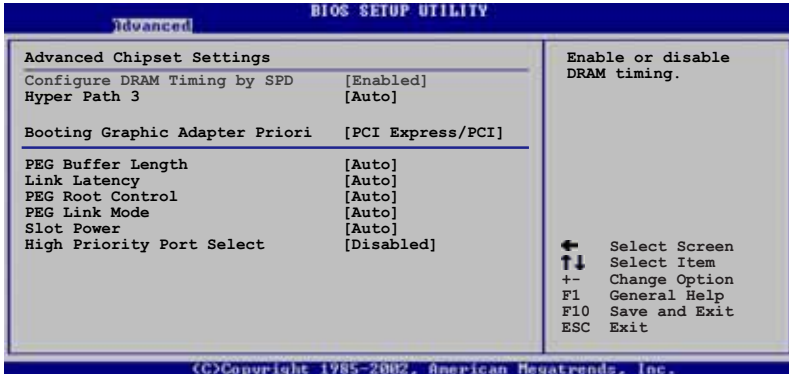 BIOS SETUP UTILITY
Advanced
Advanced Chipset Settings
Configure DRAM Timing by SPD [Enabled]
Hyper Path 3 [Auto]
Booting Graphic Adapter Priori [PCI Express/PCI]
PEG Buffer Length [Auto]
Link Latency [Auto]
PEG Root Control [Auto]
PEG Link Mode [Auto]
Slot Power [Auto]
High Priority Port Select [Disabled]
Enable or disable
DRAM timing.
← Select Screen
↑↓ Select Item
+- Change Option
F1 General Help
F10 Save and Exit
ESC Exit
(C)Copyright 1985-2002, American Megatrends, Inc.